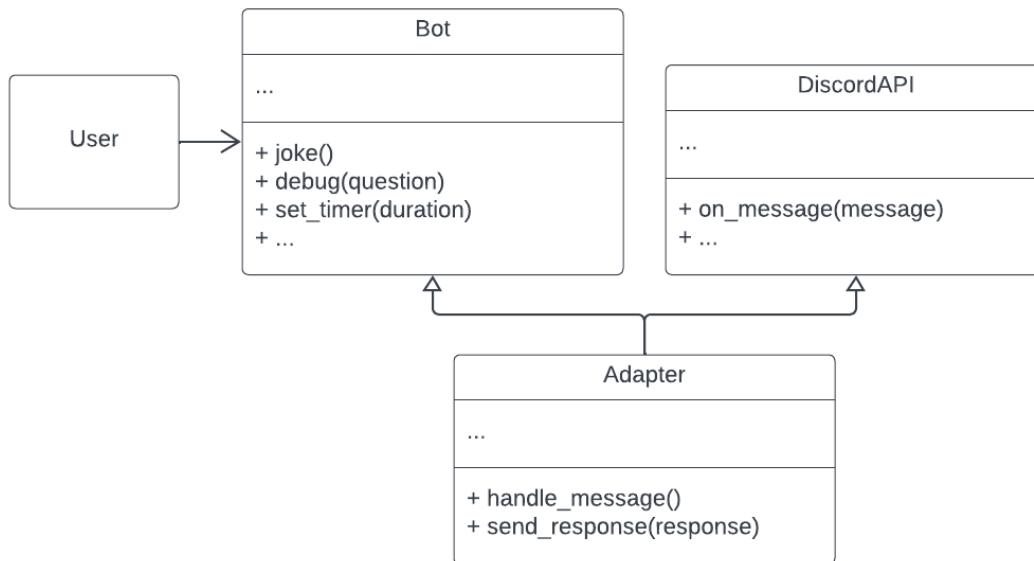 User
Bot
...
+ joke()
+ debug(question)
+ set_timer(duration)
+ ...
DiscordAPI
...
+ on_message(message)
+ ...
Adapter
...
+ handle_message()
+ send_response(response)